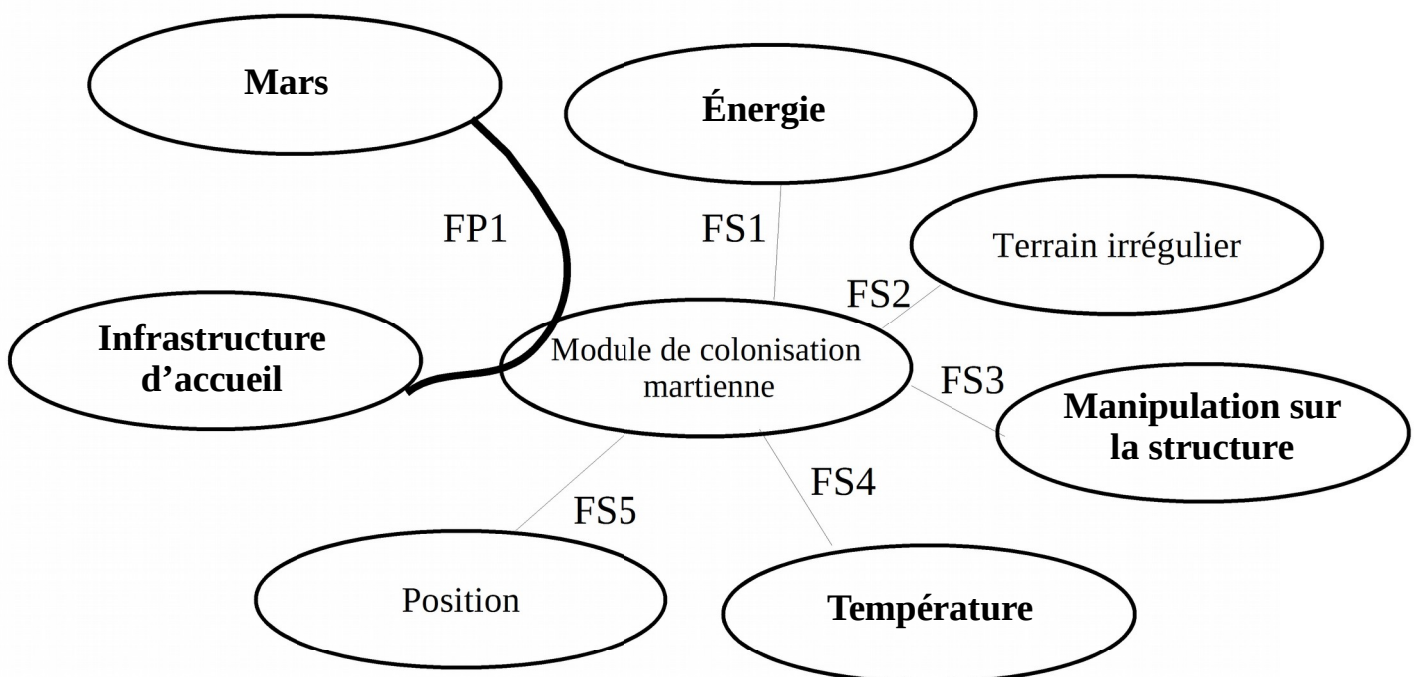 Mars
Énergie
FP1
FS1
Terrain irrégulier
FS2
Infrastructure
d’accueil
Module de colonisation
martienne
FS3
Manipulation sur
la structure
FS4
FS5
Position
Température